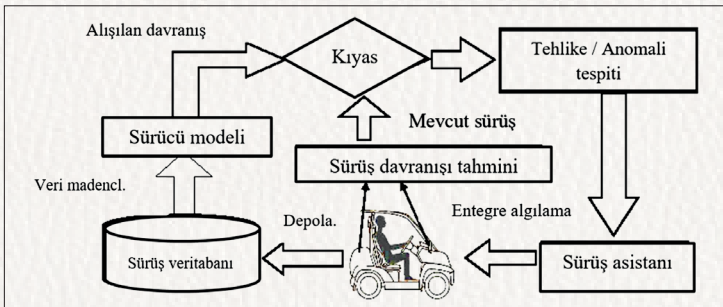 Alışılan davranış
Kıyas
Tehlike / Anomali
tespiti
Mevcut sürüş
Sürücü modeli
Sürüş davranışı tahmini
Veri madencl.
Depola.
Entegre algılama
Sürüş veritabanı
Sürüş asistanı